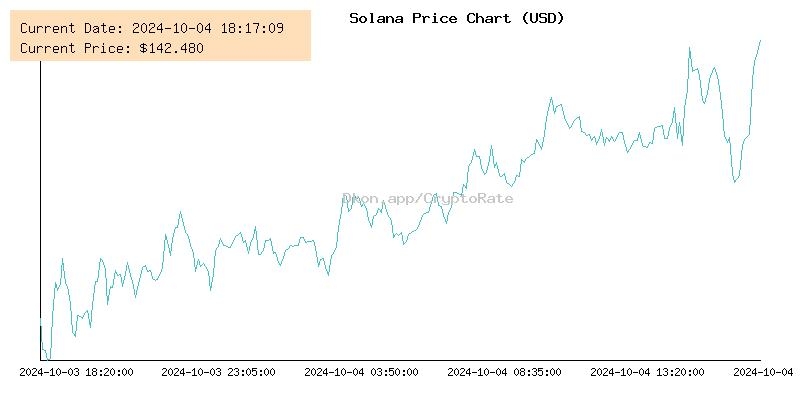 Solana Price Chart (USD)
Current Date: 2024-10-04 18:17:09
Current Price: $142.480
Dhon.app/CryptoRate
2024-10-03 18:20:00 2024-10-03 23:05:00 2024-10-04 03:50:00 2024-10-04 08:35:00 2024-10-04 13:20:00 2024-10-04